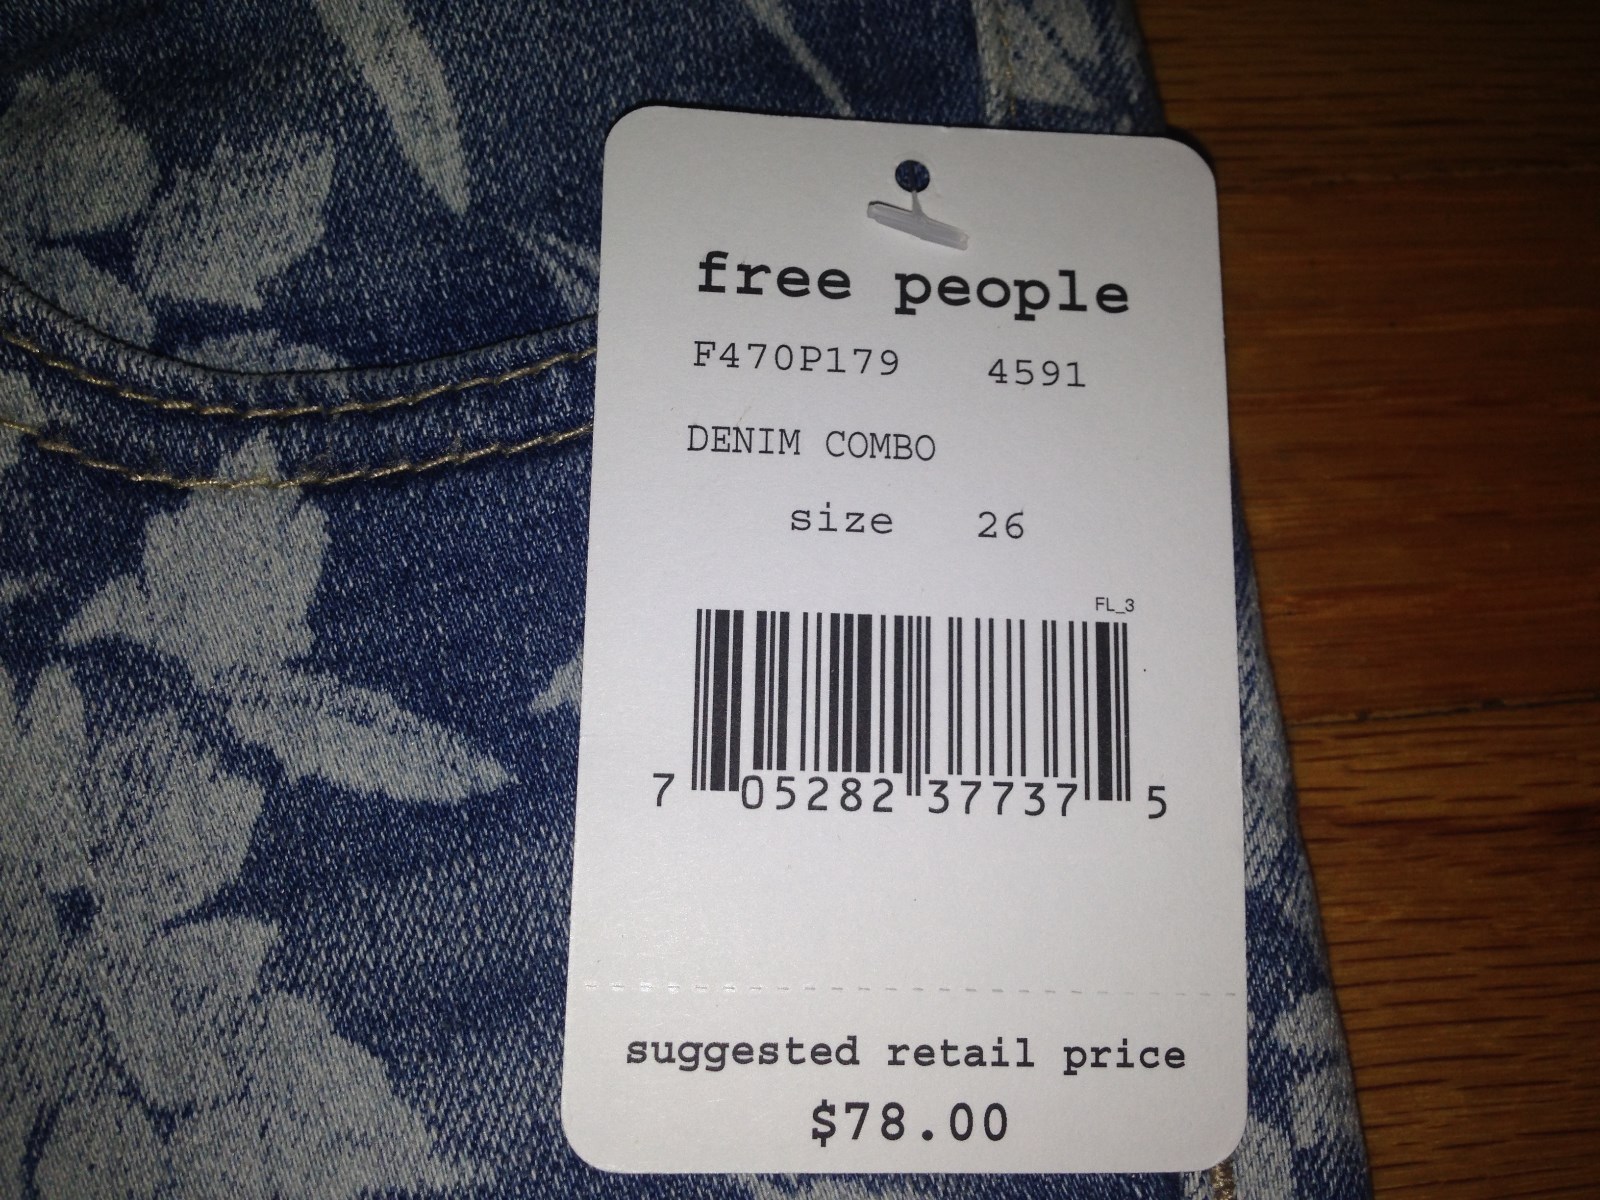 free people
F470P179 4591
DENIM COMBO
size 26
FL_3
7 05282 37737 5
suggested retail price
$78.00